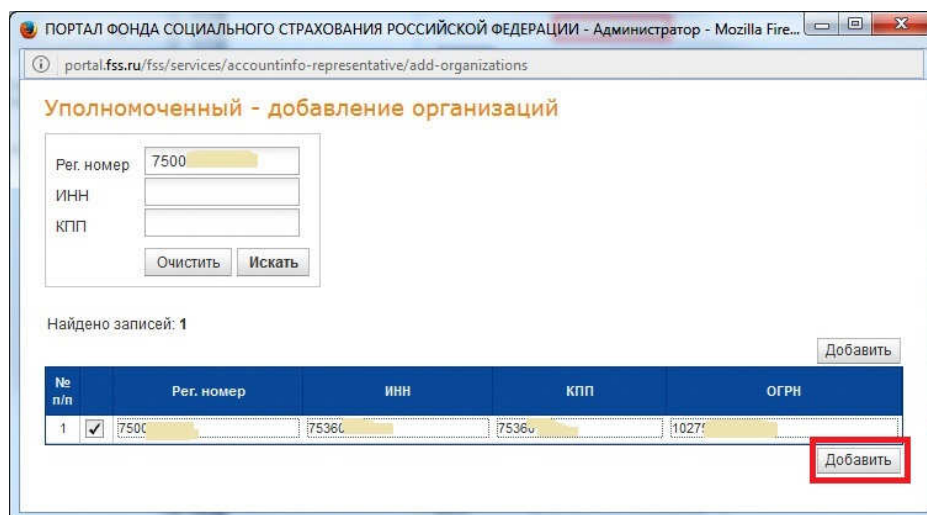 ПОРТАЛ ФОНДА СОЦИАЛЬНОГО СТРАХОВАНИЯ РОССИЙСКОЙ ФЕДЕРАЦИИ - Администратор - Mozilla Fire...
portal.fss.ru/fss/services/accountinfo-representative/add-organizations
Уполномоченный - добавление организаций
Рег. номер 7500
ИНН
КПП
Очистить Искать
Найдено записей: 1
Добавить
№ п/п Рег. номер ИНН КПП ОГРН
1 7500 7536 7536 1027
Добавить